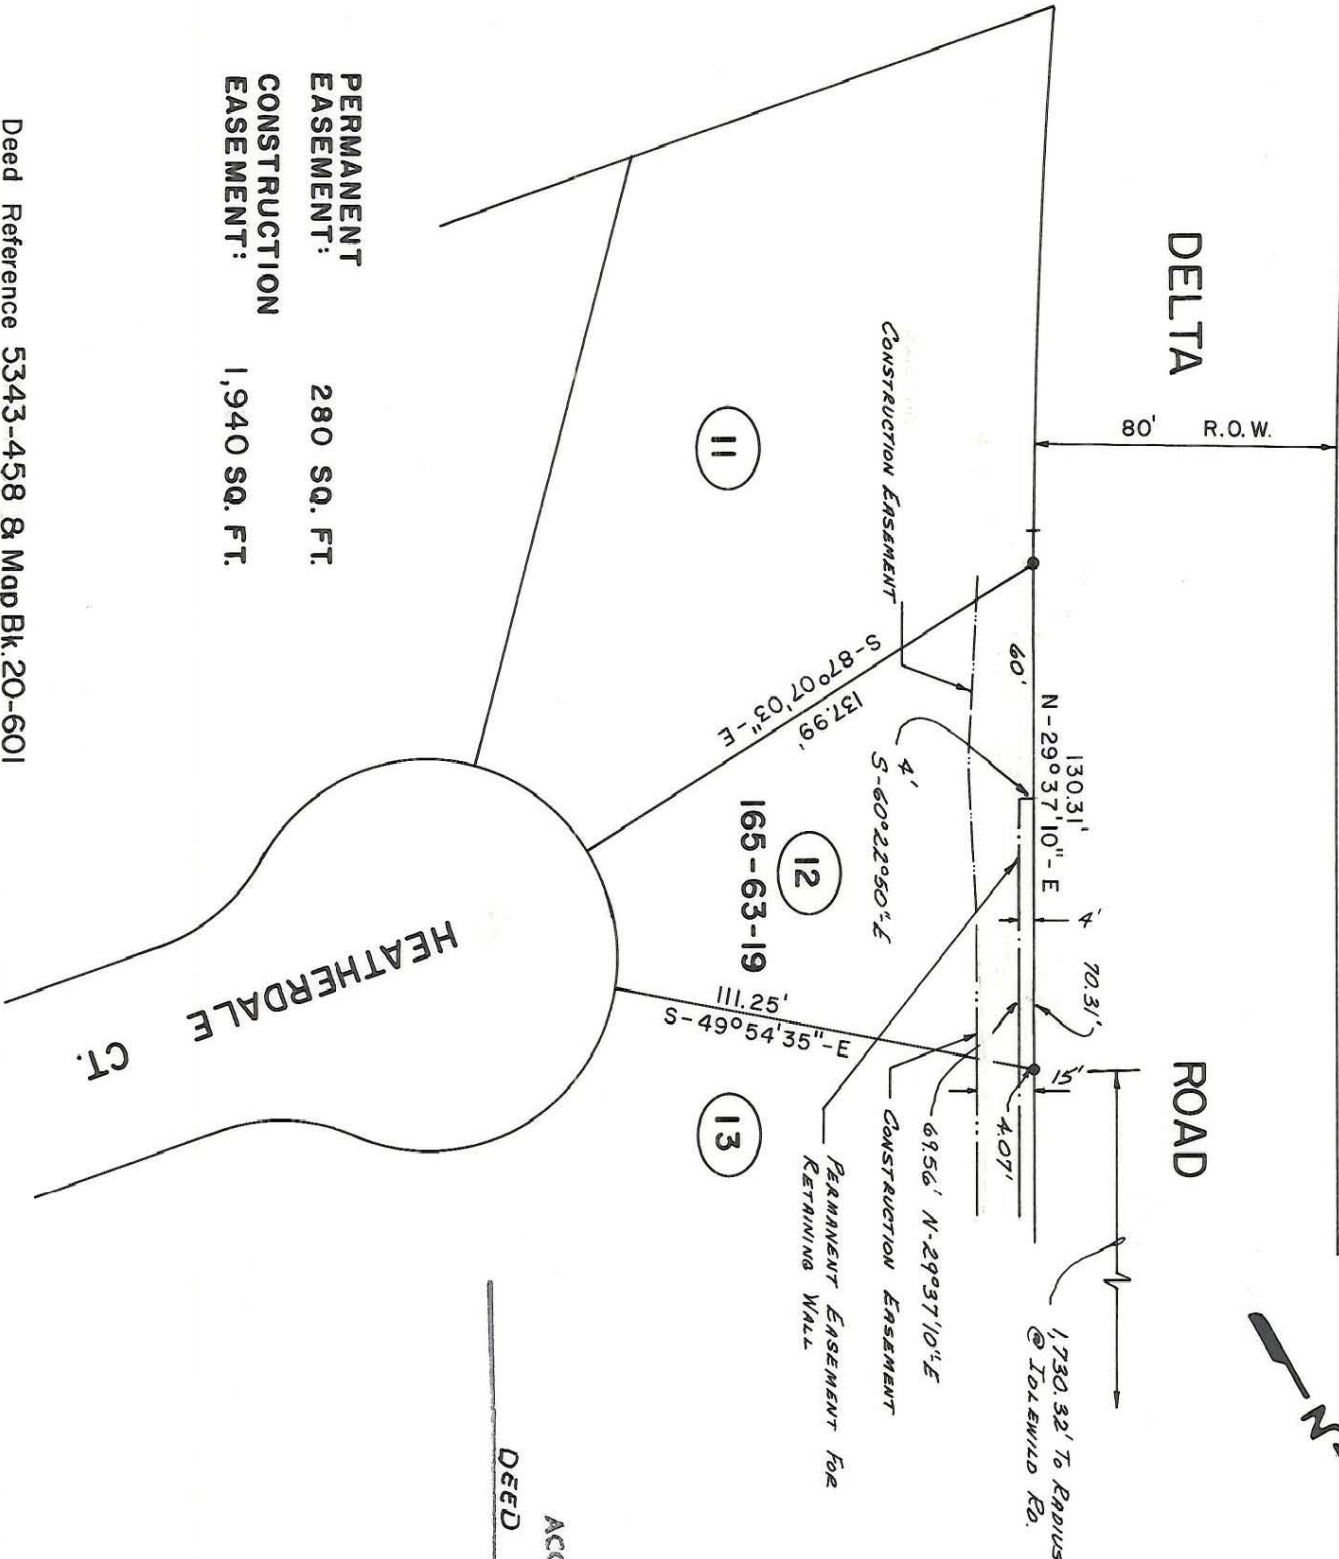 DELTA ROAD
80' R.O.W.
N
1,730.32' TO RADIUS
@ IDLEWILD RD.
130.31'
N-29°37'10"-E
60'
4'
70.31'
15'
4.07'
CONSTRUCTION EASEMENT
4'
S-60°22'50"-E
69.56' N-29°37'10"-E
CONSTRUCTION EASEMENT
PERMANENT EASEMENT FOR
RETAINING WALL
S-87°07'03"-E
137.99'
11
12
165-63-19
111.25'
S-49°54'35"-E
13
HEATHERDALE CT.
PERMANENT
EASEMENT: 280 SQ. FT.
CONSTRUCTION
EASEMENT: 1,940 SQ. FT.
DEED
Deed Reference 5343-458 & Map Bk. 20-601